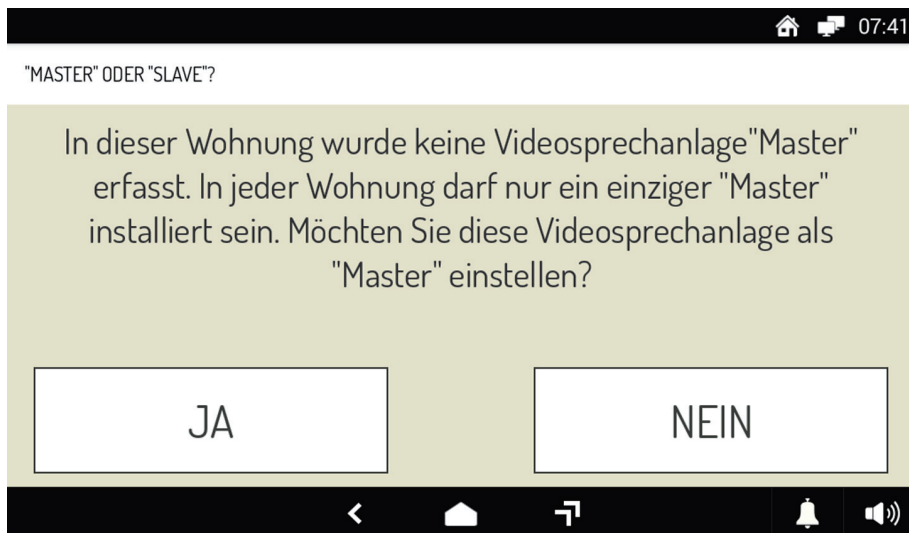 07:41
"MASTER" ODER "SLAVE"?
In dieser Wohnung wurde keine Videosprechanlage"Master"
erfasst. In jeder Wohnung darf nur ein einziger "Master"
installiert sein. Möchten Sie diese Videosprechanlage als
"Master" einstellen?
JA
NEIN